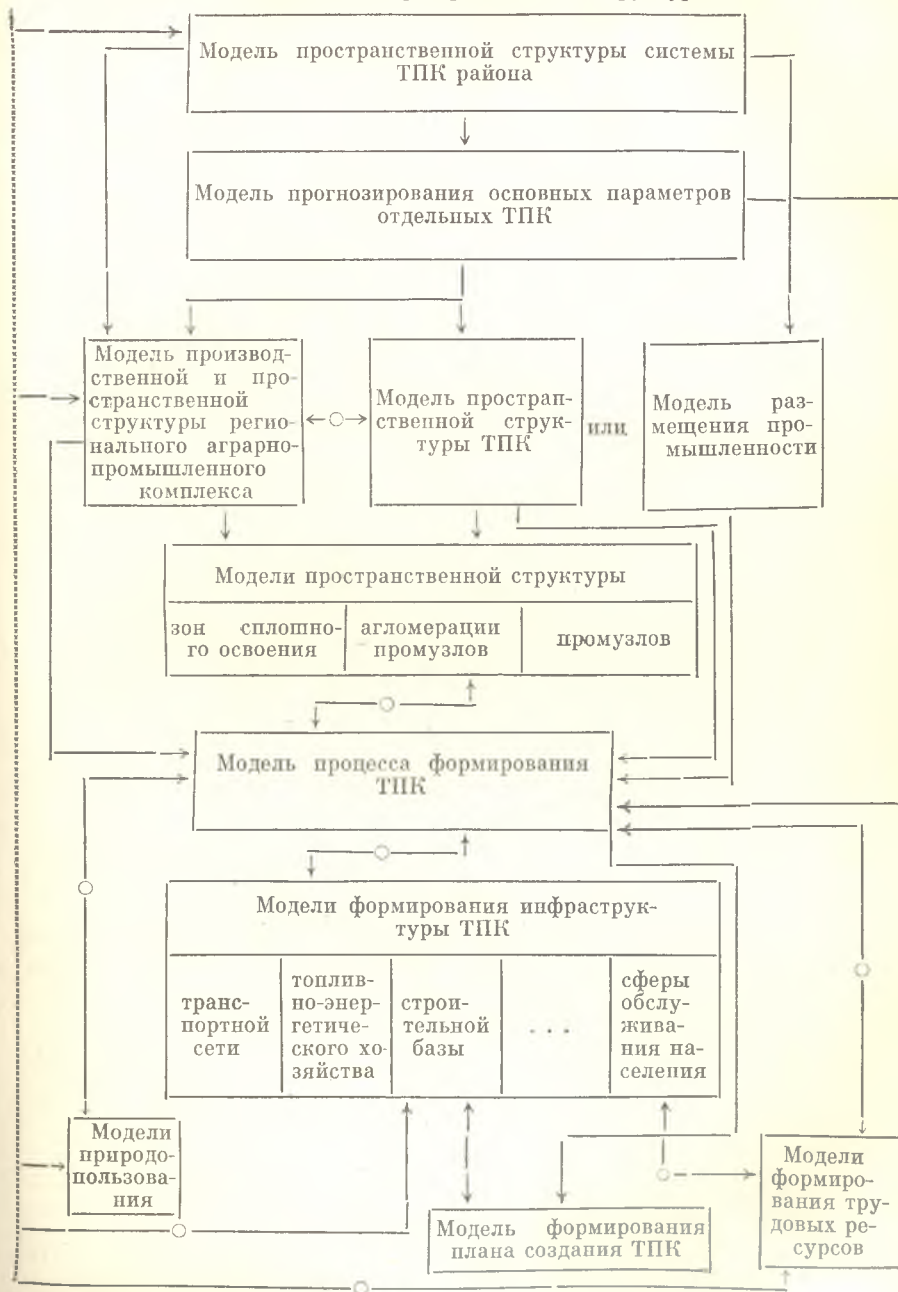 Модель пространственной структуры системы
ТПК района
Модель прогнозирования основных параметров
отдельных ТПК
Модель производ-
ственной и про-
странственной
структуры регио-
нального аграрно-
промышленного
комплекса
Модель простран-
ственной струк-
туры ТПК
или
Модель раз-
мещения про-
мышленности
Модели пространственной структуры
зон сплошно-
го освоения
агломерации
промузлов
промузлов
Модель процесса формирования
ТПК
Модели формирования инфраструк-
туры ТПК
транс-
портной
сети
топлив-
но-энер-
гетиче-
ского хо-
зяйства
строи-
тельной
базы
. . .
сферы
обслу-
жива-
ния на-
селения
Модели
природо-
пользова-
ния
Модель формирования
плана создания ТПК
Модели
формиро-
вания тру-
довых ре-
сурсов